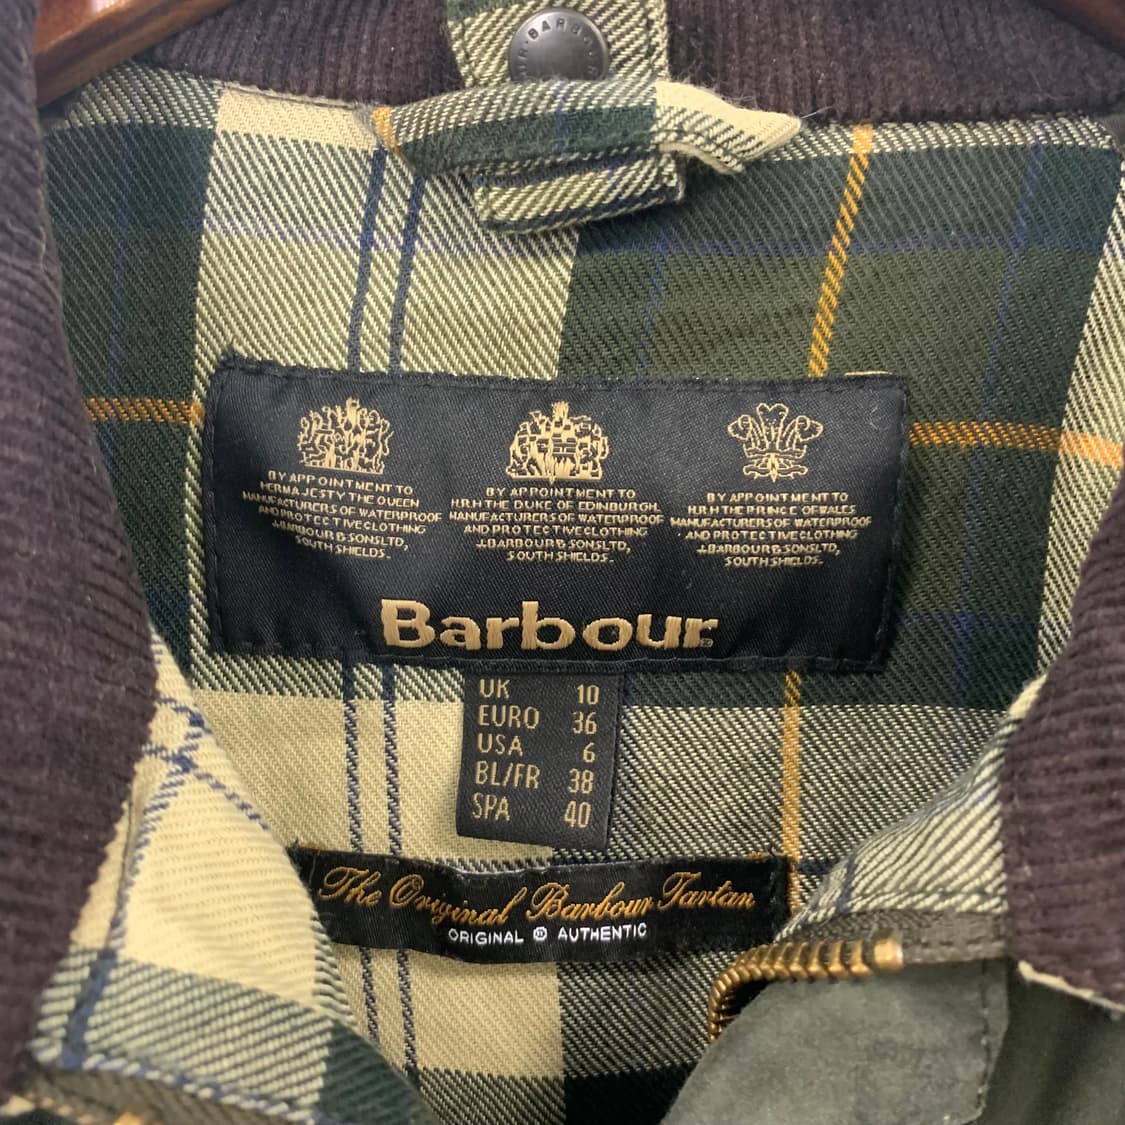 BARBOUR
BY APPOINTMENT TO
HER MAJESTY THE QUEEN
MANUFACTURERS OF WATERPROOF
AND PROTECTIVE CLOTHING
J.BARBOUR & SONS LTD,
SOUTH SHIELDS.
BY APPOINTMENT TO
H.R.H THE DUKE OF EDINBURGH
MANUFACTURERS OF WATERPROOF
AND PROTECTIVE CLOTHING
J.BARBOUR & SONS LTD,
SOUTH SHIELDS.
BY APPOINTMENT TO
H.R.H THE PRINCE OF WALES
MANUFACTURERS OF WATERPROOF
AND PROTECTIVE CLOTHING
J.BARBOUR & SONS LTD,
SOUTH SHIELDS.
Barbour®
UK 10
EURO 36
USA 6
BL/FR 38
SPA 40
The Original Barbour Tartan
ORIGINAL AUTHENTIC